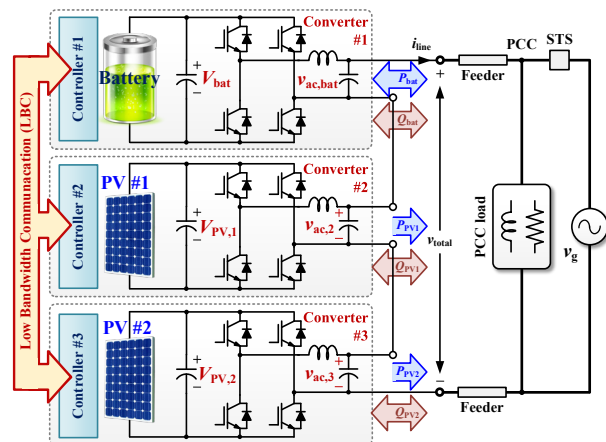 Low Bandwidth Communacation (LBC)
Controller #1
Battery
+
V_bat
−
Converter
#1
v_ac,bat
i_line
P_bat
Q_bat
+
Feeder
PCC
STS
Controller #2
PV #1
+
V_PV,1
−
Converter
#2
+
v_ac,2
−
P_PV1
Q_PV1
v_total
PCC load
v_g
Controller #3
PV #2
+
V_PV,2
−
Converter
#3
+
v_ac,3
−
P_PV2
Q_PV2
−
Feeder